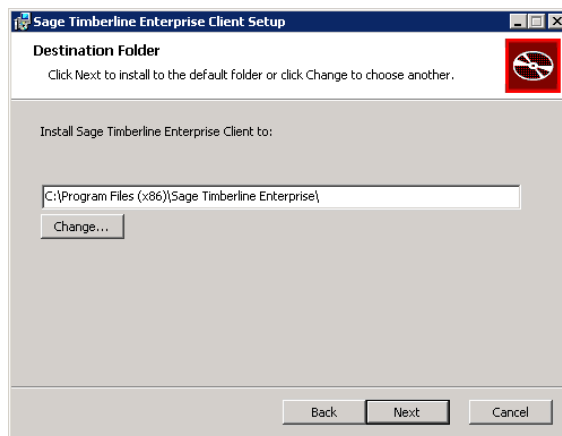 Sage Timberline Enterprise Client Setup
Destination Folder
Click Next to install to the default folder or click Change to choose another.
Install Sage Timberline Enterprise Client to:
C:\Program Files (x86)\Sage Timberline Enterprise\
Change...
Back Next Cancel